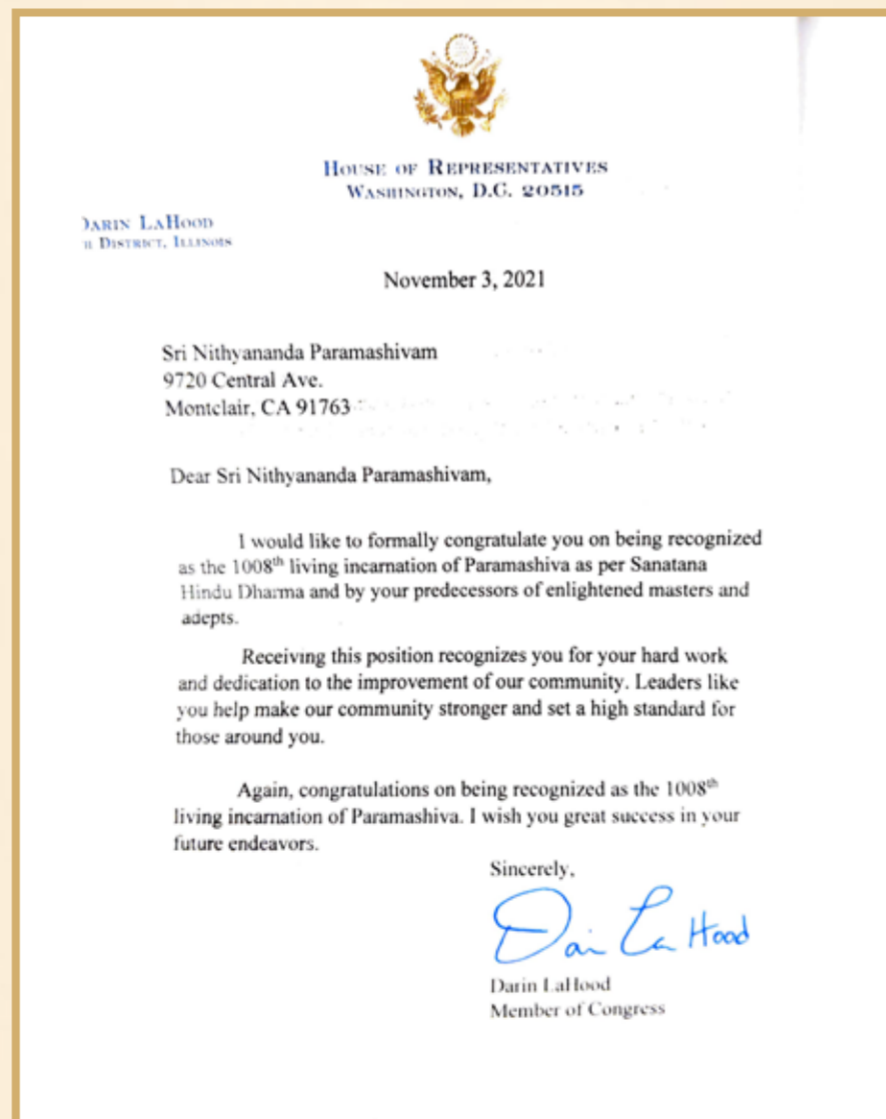 HOUSE OF REPRESENTATIVES
WASHINGTON, D.C. 20515
DARIN LAHOOD
DISTRICT, ILLINOIS
November 3, 2021
Sri Nithyananda Paramashivam
9720 Central Ave.
Montclair, CA 91763
Dear Sri Nithyananda Paramashivam,
I would like to formally congratulate you on being recognized
as the 1008th living incarnation of Paramashiva as per Sanatana
Hindu Dharma and by your predecessors of enlightened masters and
adepts.
Receiving this position recognizes you for your hard work
and dedication to the improvement of our community. Leaders like
you help make our community stronger and set a high standard for
those around you.
Again, congratulations on being recognized as the 1008th
living incarnation of Paramashiva. I wish you great success in your
future endeavors.
Sincerely,
Darin LaHood
Darin LaHood
Member of Congress